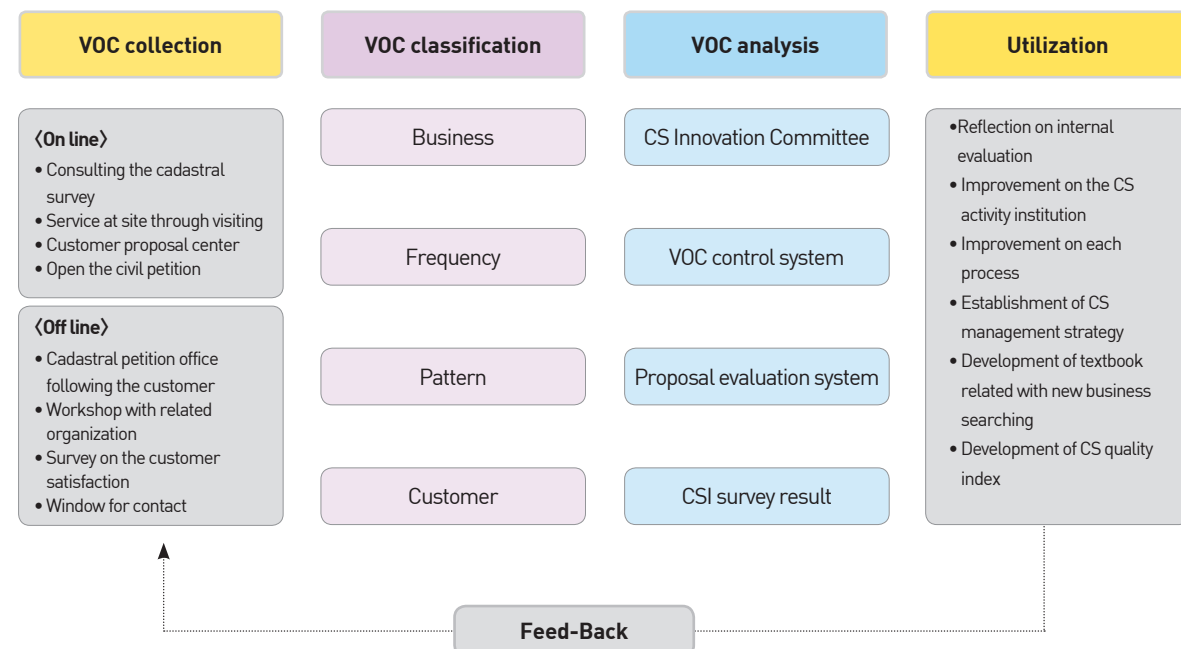 VOC collection
VOC classification
VOC analysis
Utilization
〈On line〉
• Consulting the cadastral
survey
• Service at site through visiting
• Customer proposal center
• Open the civil petition
〈Off line〉
• Cadastral petition office
following the customer
• Workshop with related
organization
• Survey on the customer
satisfaction
• Window for contact
Business
Frequency
Pattern
Customer
CS Innovation Committee
VOC control system
Proposal evaluation system
CSI survey result
•Reflection on internal
evaluation
• Improvement on the CS
activity institution
• Improvement on each
process
• Establishment of CS
management strategy
• Development of textbook
related with new business
searching
• Development of CS quality
index
Feed-Back